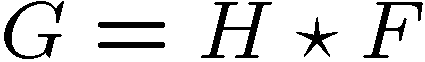 G = H ⋆ F